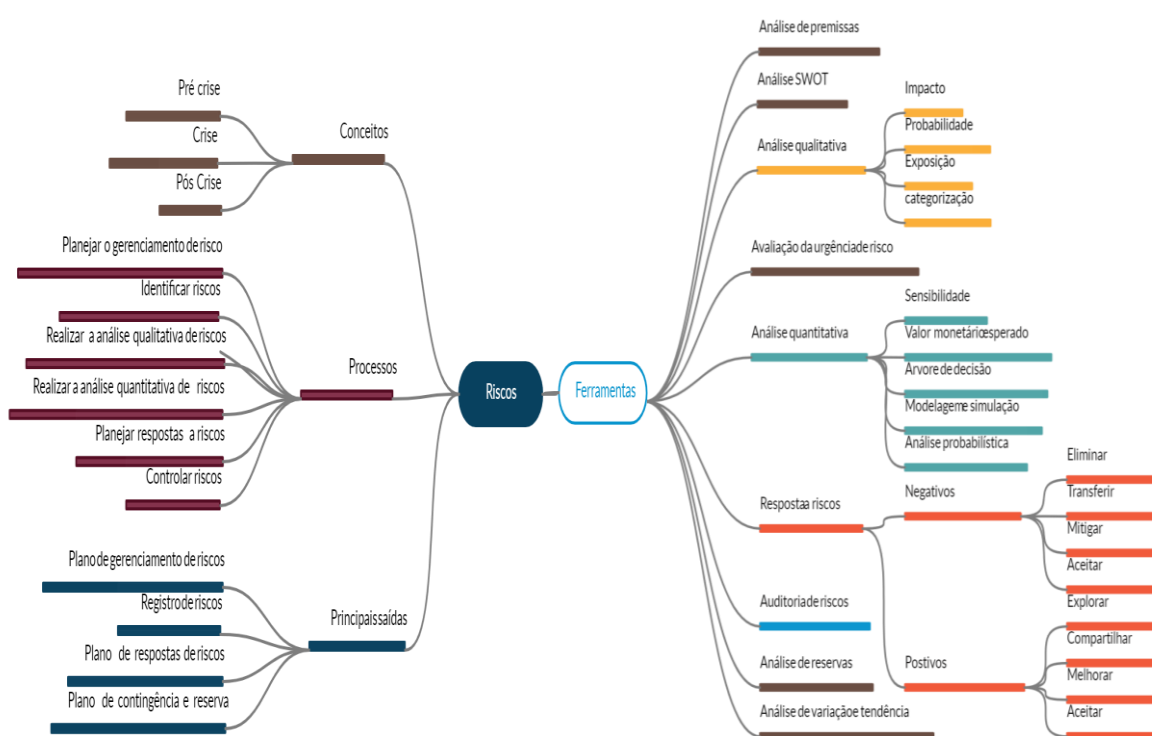 Riscos
Conceitos
Pré crise
Crise
Pós Crise
Processos
Planejar o gerenciamento de risco
Identificar riscos
Realizar a análise qualitativa de riscos
Realizar a análise quantitativa de riscos
Planejar respostas a riscos
Controlar riscos
Principais saídas
Plano de gerenciamento de riscos
Registro de riscos
Plano de respostas de riscos
Plano de contingência e reserva
Ferramentas
Análise de premissas
Análise SWOT
Análise qualitativa
Impacto
Probabilidade
Exposição
categorização
Avaliação da urgência de risco
Análise quantitativa
Sensibilidade
Valor monetário esperado
Arvore de decisão
Modelagem e simulação
Análise probabilística
Resposta a riscos
Negativos
Eliminar
Transferir
Mitigar
Aceitar
Postivos
Explorar
Compartilhar
Melhorar
Aceitar
Auditoria de riscos
Análise de reservas
Análise de variação e tendência